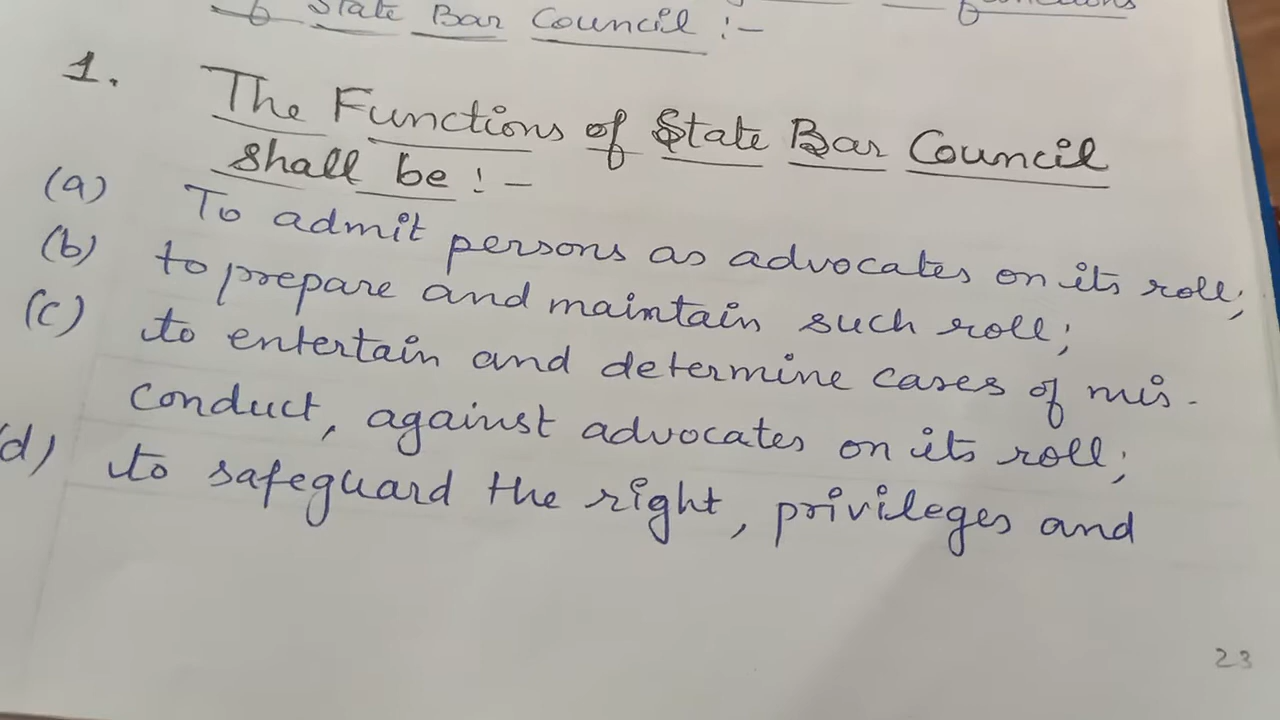 of State Bar Council :-
1. The Functions of State Bar Council
shall be :-
(a) To admit persons as advocates on its roll;
(b) to prepare and maintain such roll;
(c) to entertain and determine cases of mis-
conduct, against advocates on its roll;
(d) to safeguard the right, privileges and
23